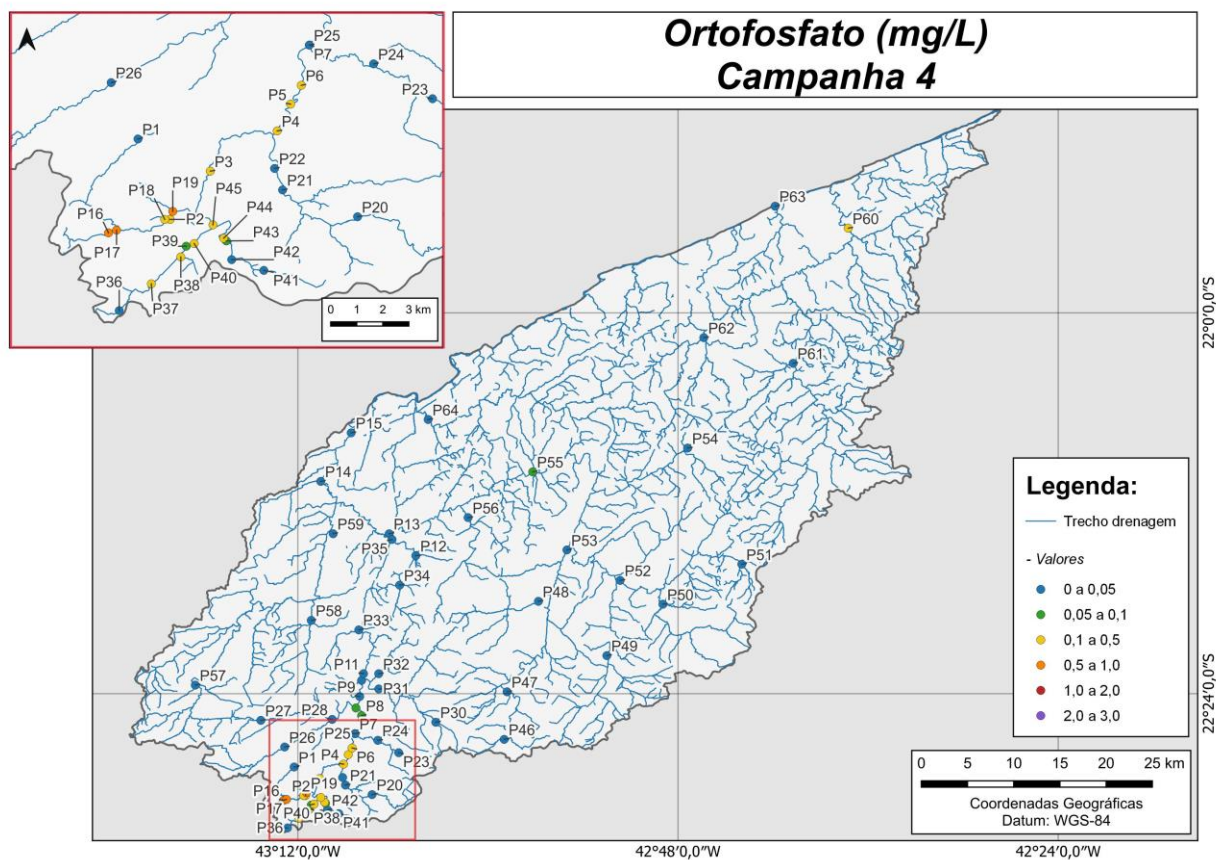 Ortofosfato (mg/L)
Campanha 4
P25
P7
P24
P26
P6
P23
P5
P4
P1
P22
P3
P21
P45
P19
P18
P44
P20
P16
P2
P43
P39
P42
P17
P41
P40
P36
P38
P37
0 1 2 3 km
P63
P60
22°0'0,0"S
P62
P61
P64
P15
P54
P55
P14
P56
P59
P13
P53
P35
P12
P51
P52
P34
P48
P50
P58
P33
P49
P11
P32
P57
P9
P31
P47
P8
P27
P28
P7
P30
22°24'0,0"S
P25
P24
P46
P26
P4
P23
P1
P6
P21
P19
P2
P20
P16
P42
P17
P40
P38
P41
P36
Legenda:
Trecho drenagem
- Valores
0 a 0,05
0,05 a 0,1
0,1 a 0,5
0,5 a 1,0
1,0 a 2,0
2,0 a 3,0
0 5 10 15 20 25 km
Coordenadas Geográficas
Datum: WGS-84
43°12'0,0"W 42°48'0,0"W 42°24'0,0"W